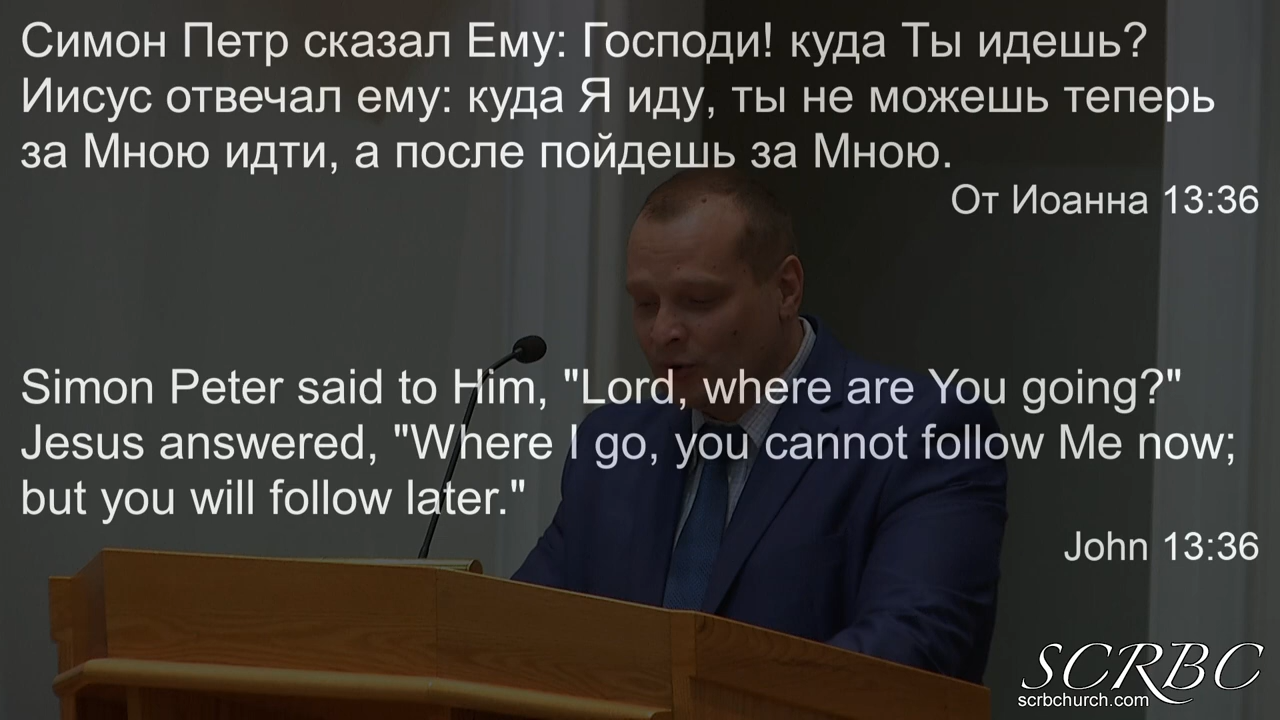 Симон Петр сказал Ему: Господи! куда Ты идешь?
Иисус отвечал ему: куда Я иду, ты не можешь теперь
за Мною идти, а после пойдешь за Мною.
От Иоанна 13:36
Simon Peter said to Him, "Lord, where are You going?"
Jesus answered, "Where I go, you cannot follow Me now;
but you will follow later."
John 13:36
SCRBC
scrbchurch.com